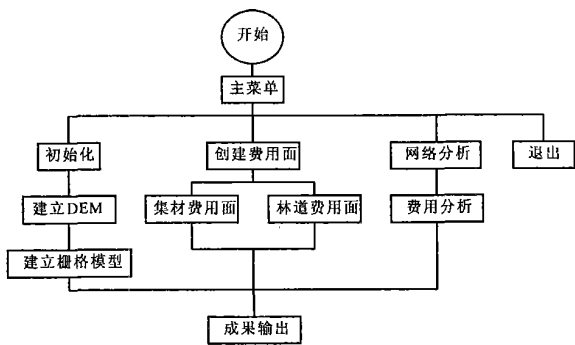 开始
主菜单
初始化
创建费用面
网络分析
退出
建立DEM
集材费用面
林道费用面
费用分析
建立栅格模型
成果输出